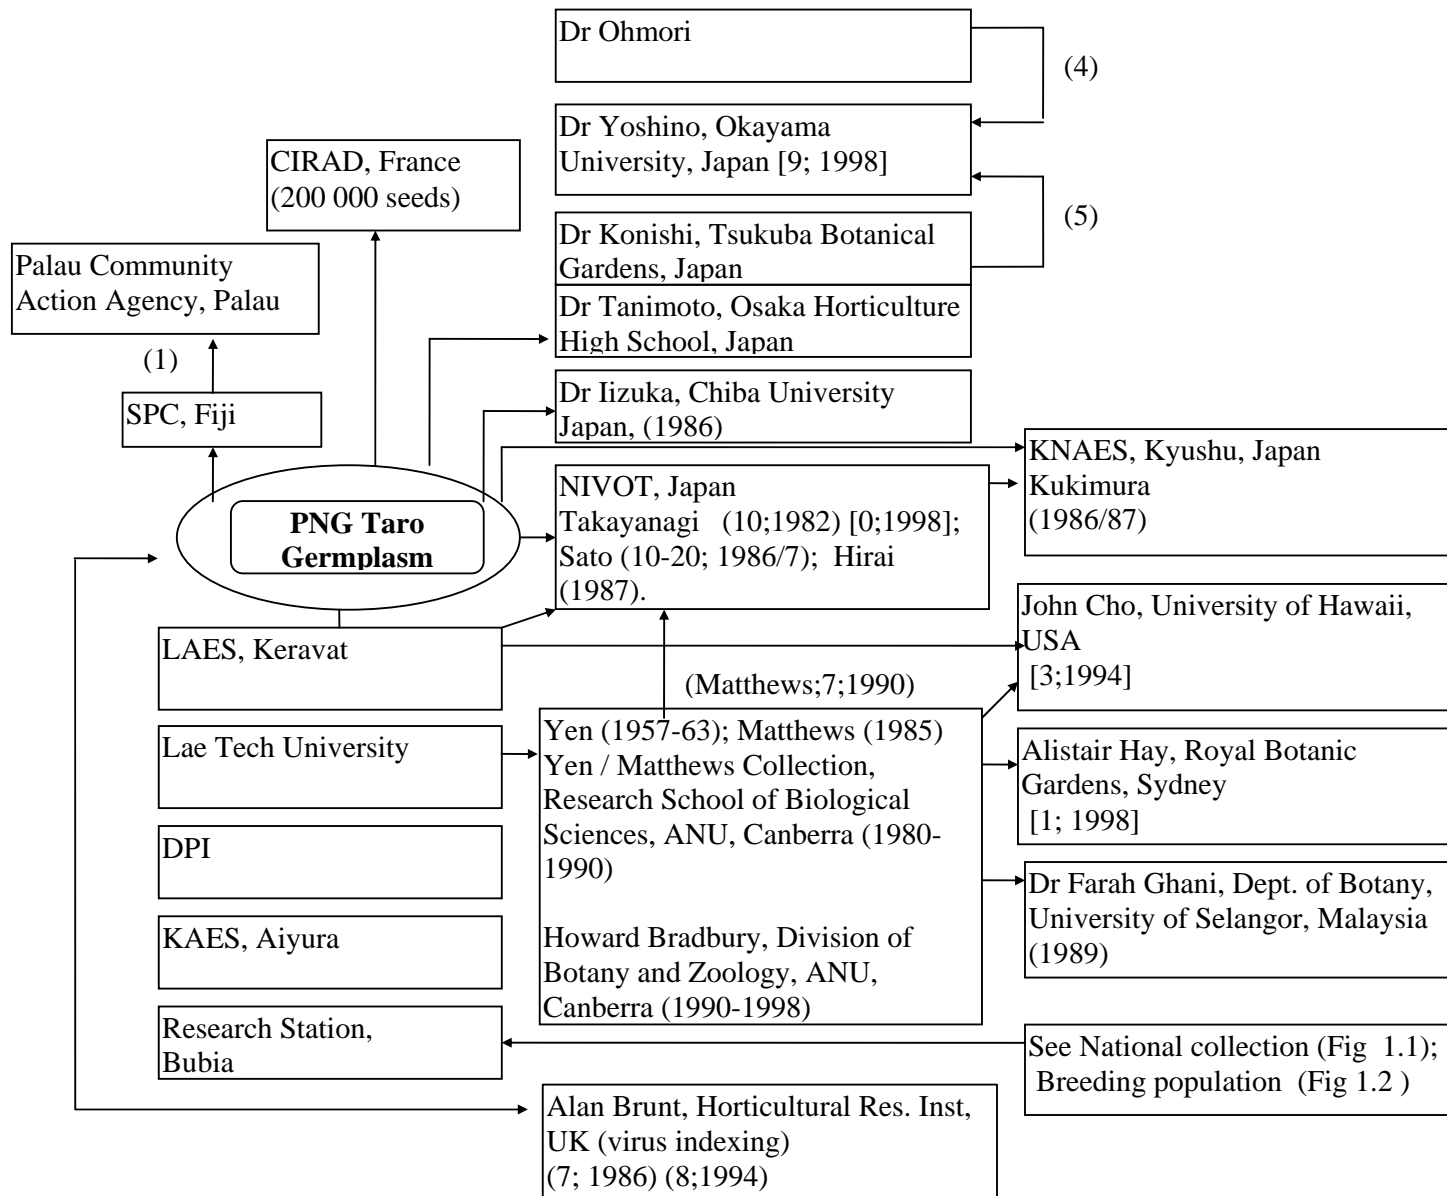 Dr Ohmori
(4)
Dr Yoshino, Okayama
University, Japan [9; 1998]
CIRAD, France
(200 000 seeds)
(5)
Dr Konishi, Tsukuba Botanical
Gardens, Japan
Palau Community
Action Agency, Palau
Dr Tanimoto, Osaka Horticulture
High School, Japan
(1)
SPC, Fiji
Dr Iizuka, Chiba University
Japan, (1986)
KNAES, Kyushu, Japan
Kukimura
(1986/87)
PNG Taro
Germplasm
NIVOT, Japan
Takayanagi (10;1982) [0;1998];
Sato (10-20; 1986/7); Hirai
(1987).
John Cho, University of Hawaii,
USA
[3;1994]
LAES, Keravat
(Matthews;7;1990)
Lae Tech University
Yen (1957-63); Matthews (1985)
Yen / Matthews Collection,
Research School of Biological
Sciences, ANU, Canberra (1980-
1990)
Howard Bradbury, Division of
Botany and Zoology, ANU,
Canberra (1990-1998)
Alistair Hay, Royal Botanic
Gardens, Sydney
[1; 1998]
DPI
Dr Farah Ghani, Dept. of Botany,
University of Selangor, Malaysia
(1989)
KAES, Aiyura
Research Station,
Bubia
See National collection (Fig 1.1);
Breeding population (Fig 1.2 )
Alan Brunt, Horticultural Res. Inst,
UK (virus indexing)
(7; 1986) (8;1994)